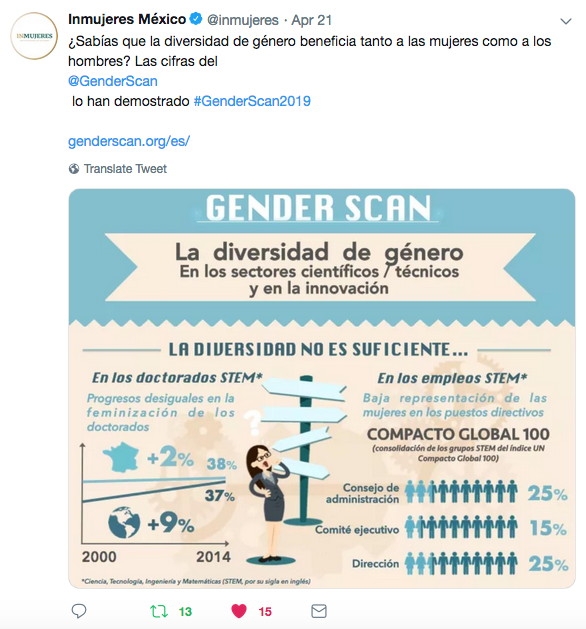 Inmujeres México @inmujeres · Apr 21
INMUJERES
¿Sabías que la diversidad de género beneficia tanto a las mujeres como a los
hombres? Las cifras del
@GenderScan
lo han demostrado #GenderScan2019
genderscan.org/es/
Translate Tweet
GENDER SCAN
La diversidad de género
En los sectores científicos / técnicos
y en la innovación
LA DIVERSIDAD NO ES SUFICIENTE...
En los doctorados STEM*
Progresos desiguales en la
feminización de los
doctorados
+2% 38%
37%
+9%
2000 2014
?
En los empleos STEM*
Baja representación de las
mujeres en los puestos directivos
COMPACTO GLOBAL 100
(consolidación de los grupos STEM del índice UN
Compacto Global 100)
Consejo de
administración 25%
Comité ejecutivo 15%
Dirección 25%
*Ciencia, Tecnología, Ingeniería y Matemáticas (STEM, por su sigla en inglés)
13 15